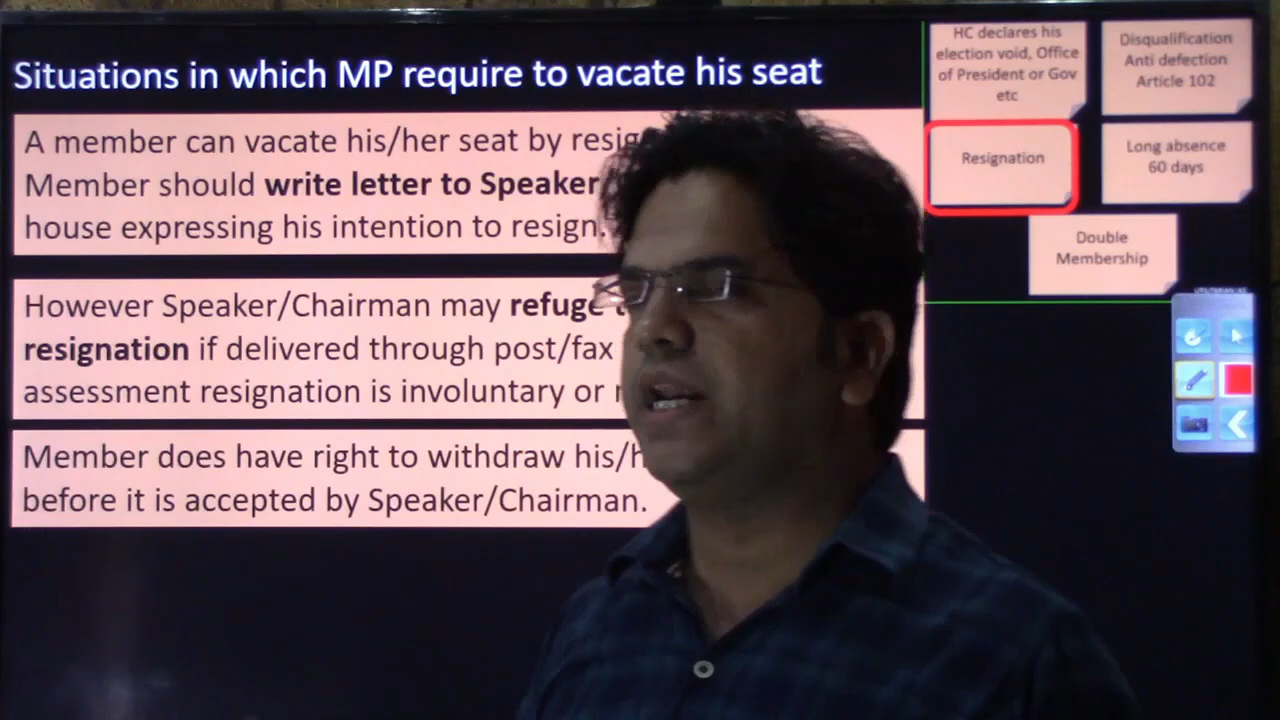 Situations in which MP require to vacate his seat
A member can vacate his/her seat by
Member should write letter to Speaker
house expressing his intention to resign.
However Speaker/Chairman may refuge
resignation if delivered through post/fax
assessment resignation is involuntary or
Member does have right to withdraw
before it is accepted by Speaker/Chairman.
HC declares his
election void, Office
of President or Gov
etc
Disqualification
Anti defection
Article 102
Resignation
Long absence
60 days
Double
Membership